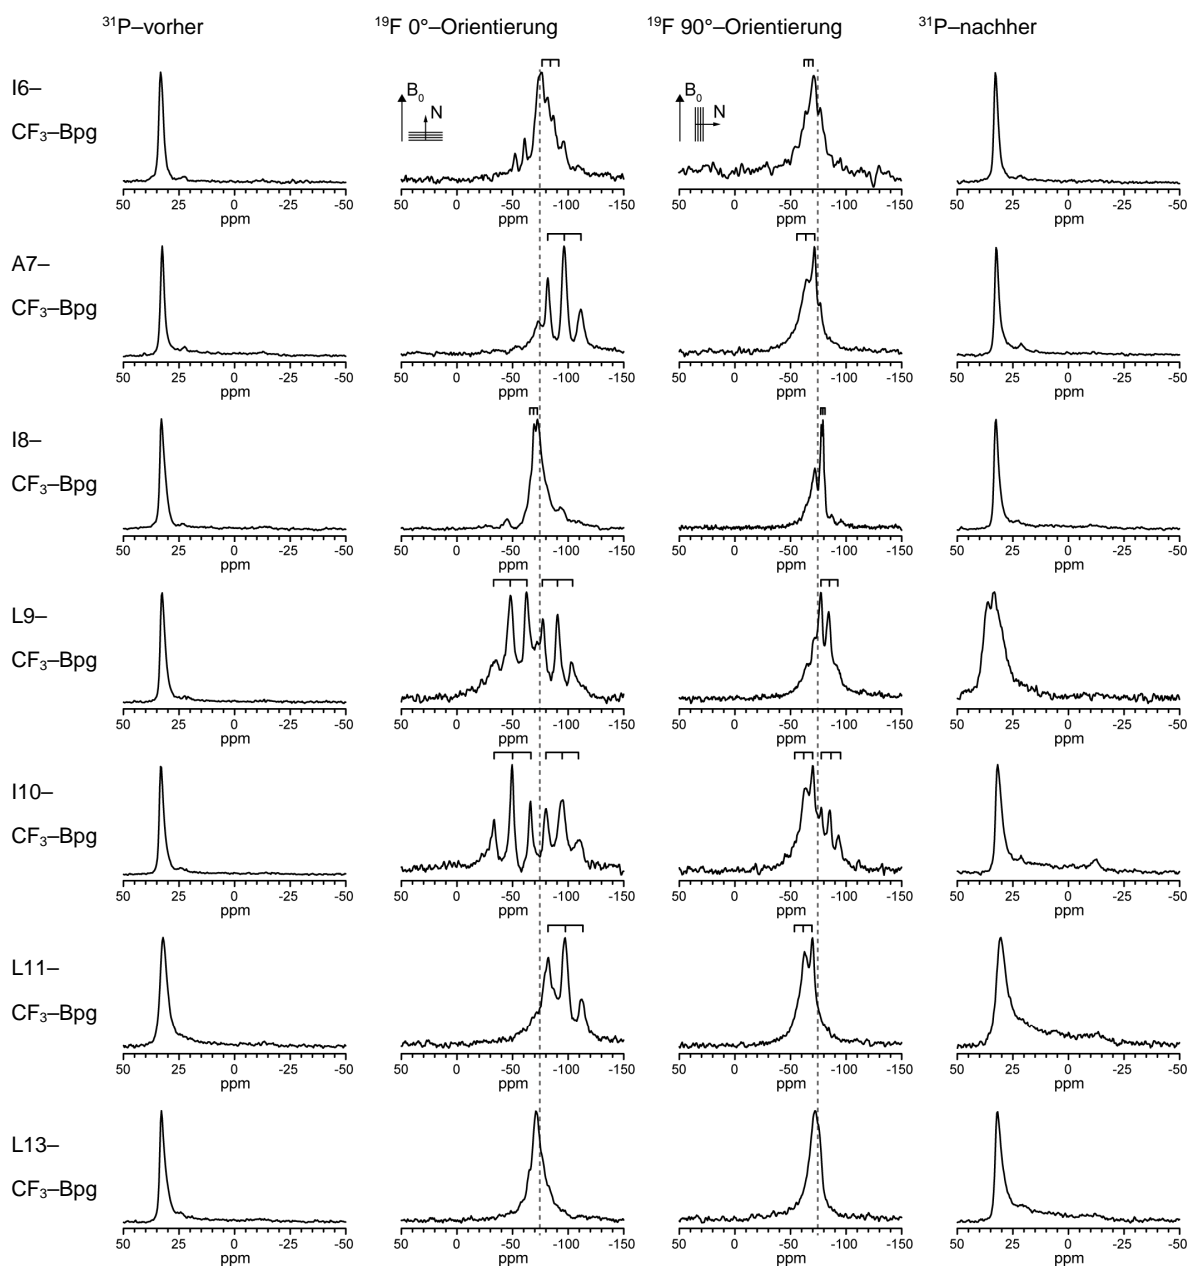 ³¹P–vorher ¹⁹F 0°–Orientierung ¹⁹F 90°–Orientierung ³¹P–nachher
I6–
CF₃–Bpg
B₀ N B₀ N
50 25 0 -25 -50 50 0 -50 -100 -150 50 0 -50 -100 -150 50 25 0 -25 -50
ppm ppm ppm ppm
A7–
CF₃–Bpg
50 25 0 -25 -50 50 0 -50 -100 -150 50 0 -50 -100 -150 50 25 0 -25 -50
ppm ppm ppm ppm
I8–
CF₃–Bpg
50 25 0 -25 -50 50 0 -50 -100 -150 50 0 -50 -100 -150 50 25 0 -25 -50
ppm ppm ppm ppm
L9–
CF₃–Bpg
50 25 0 -25 -50 50 0 -50 -100 -150 50 0 -50 -100 -150 50 25 0 -25 -50
ppm ppm ppm ppm
I10–
CF₃–Bpg
50 25 0 -25 -50 50 0 -50 -100 -150 50 0 -50 -100 -150 50 25 0 -25 -50
ppm ppm ppm ppm
L11–
CF₃–Bpg
50 25 0 -25 -50 50 0 -50 -100 -150 50 0 -50 -100 -150 50 25 0 -25 -50
ppm ppm ppm ppm
L13–
CF₃–Bpg
50 25 0 -25 -50 50 0 -50 -100 -150 50 0 -50 -100 -150 50 25 0 -25 -50
ppm ppm ppm ppm